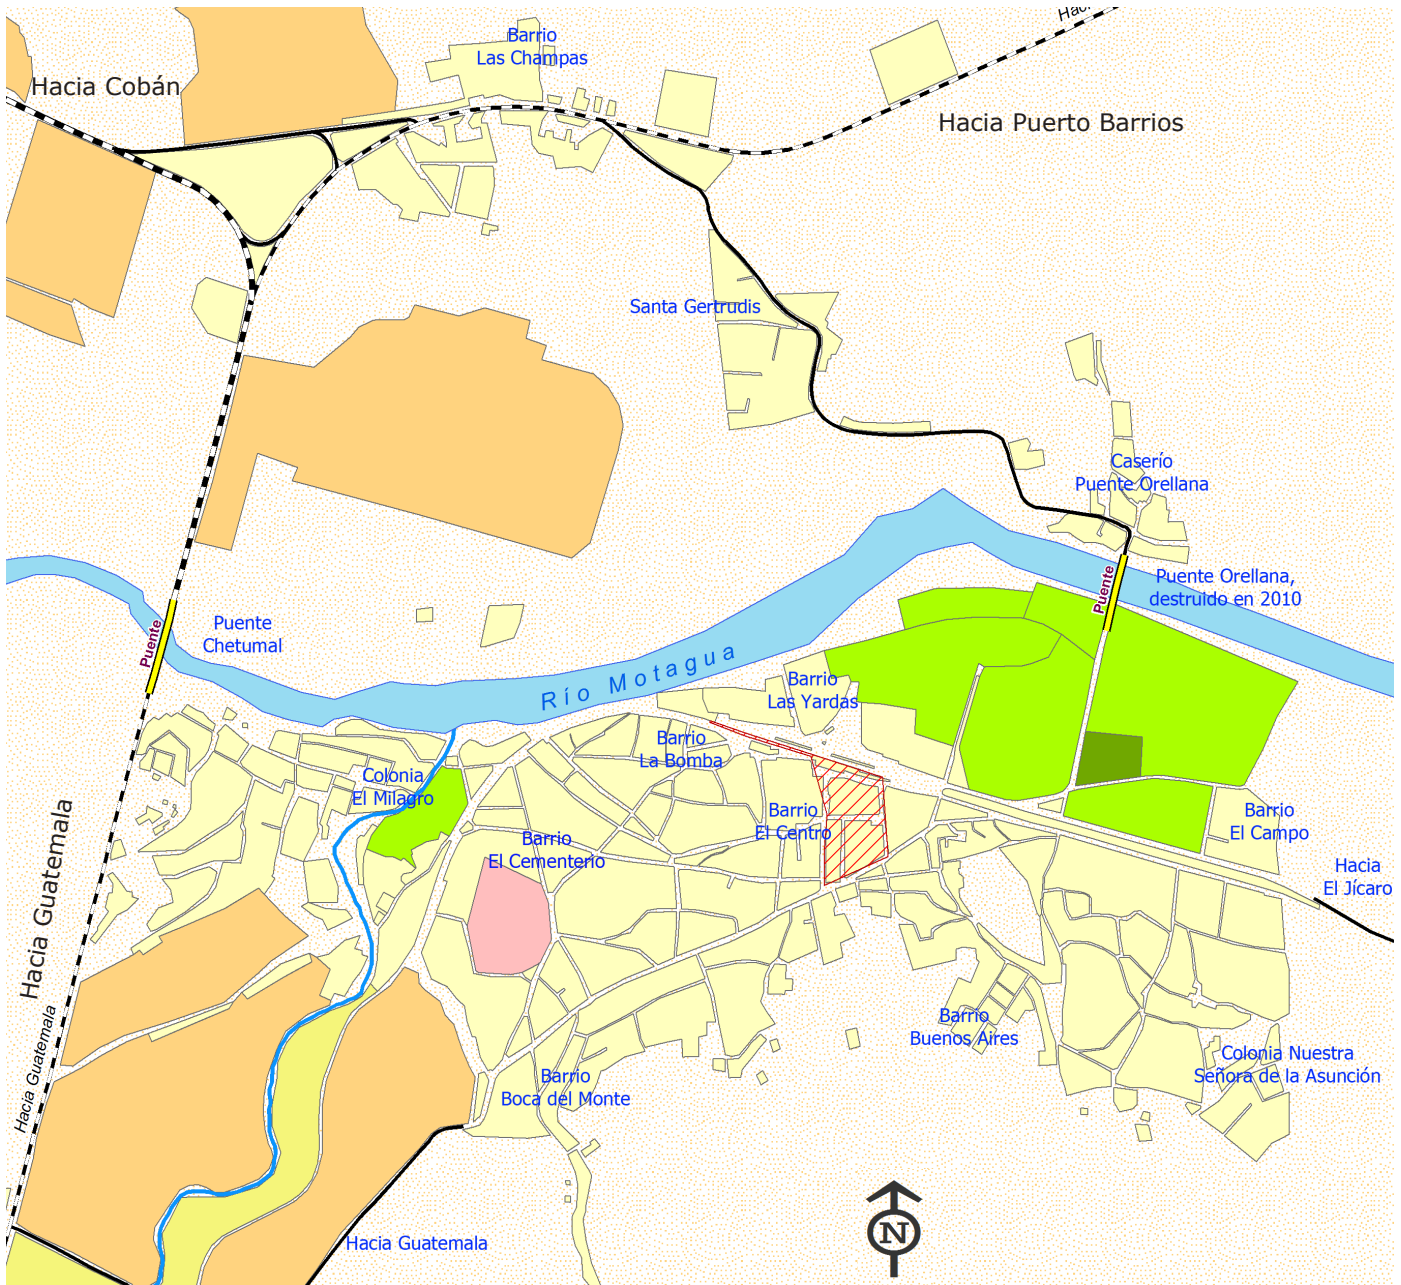 Hacia
Barrio
Las Champas
Hacia Cobán
Hacia Puerto Barrios
Santa Gertrudis
Caserío
Puente Orellana
Puente
Puente Orellana,
destruido en 2010
Puente
Puente
Chetumal
Río Motagua
Barrio
Las Yardas
Barrio
La Bomba
Colonia
El Milagro
Barrio
El Centro
Barrio
El Campo
Barrio
El Cementerio
Hacia
El Jícaro
Hacia Guatemala
Hacia Guatemala
Barrio
Buenos Aires
Colonia Nuestra
Señora de la Asunción
Barrio
Boca del Monte
Hacia Guatemala
N